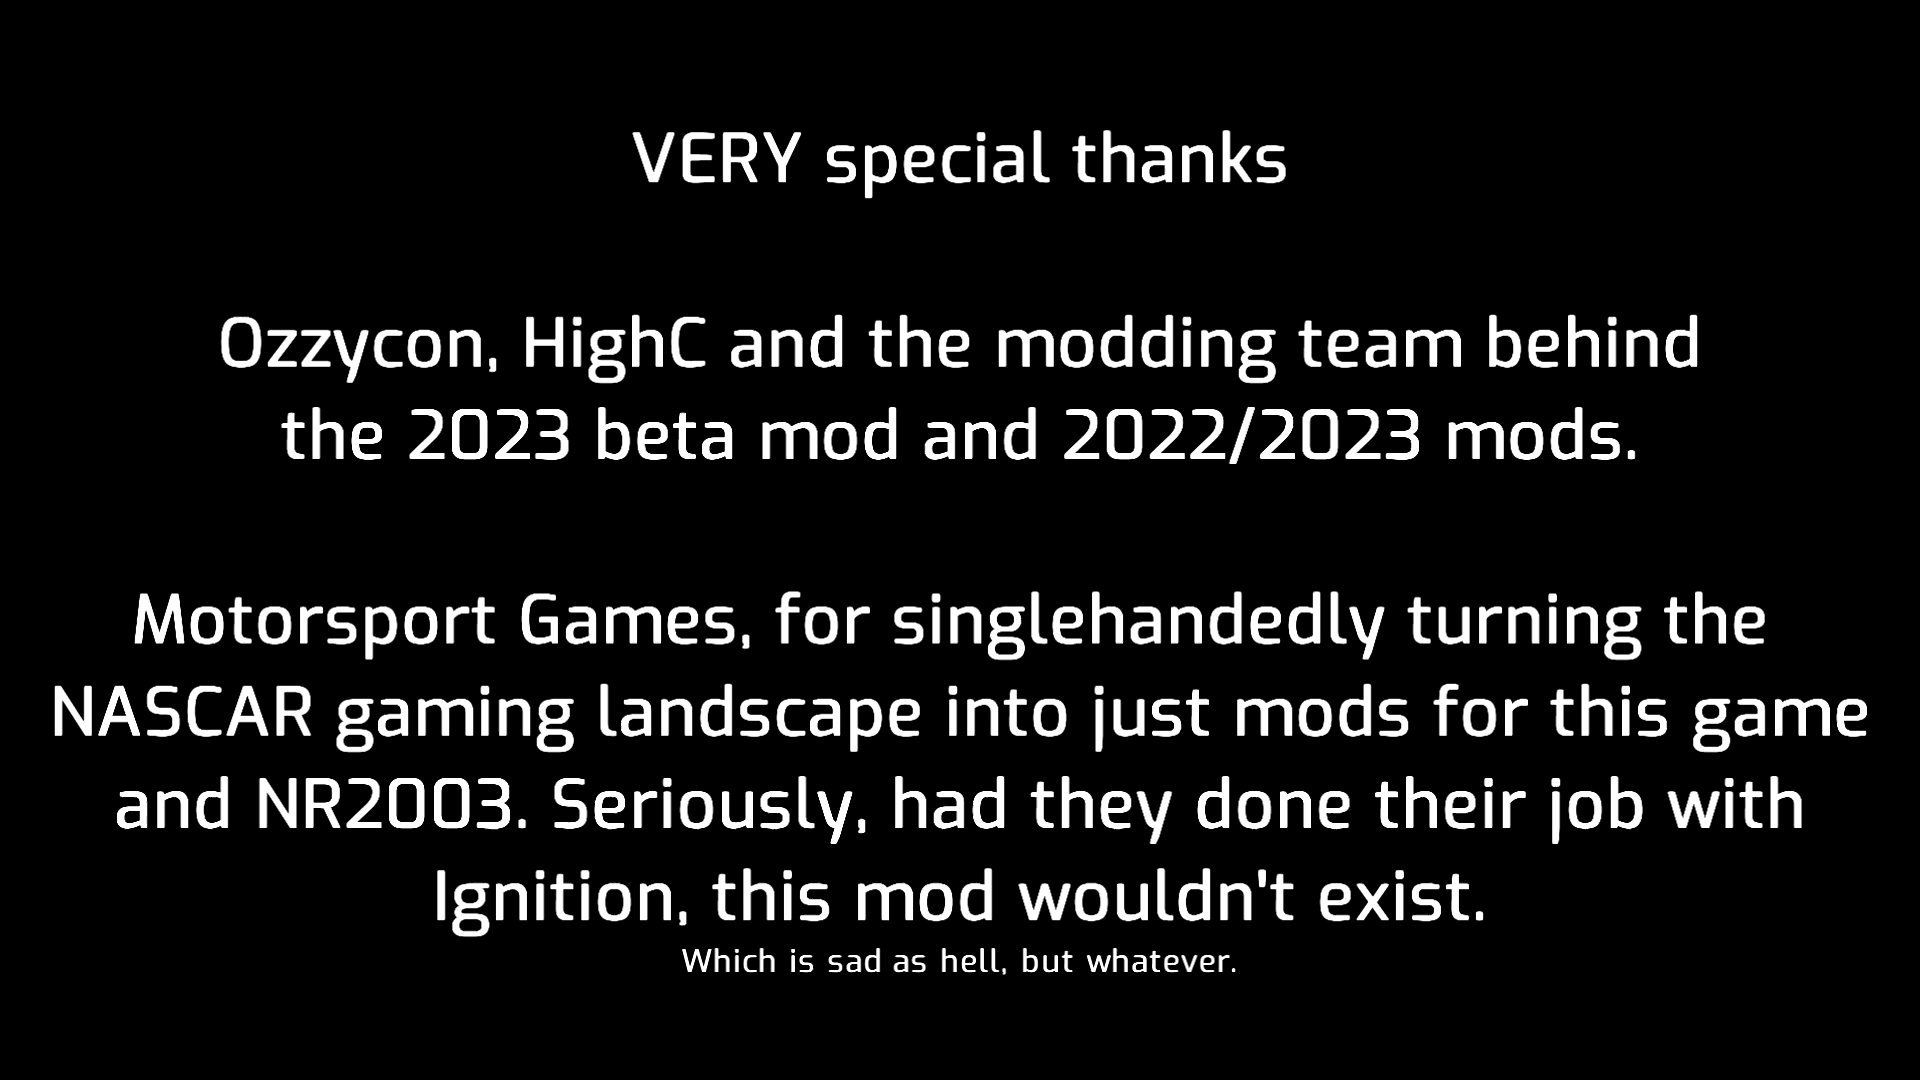 VERY special thanks
Ozzycon, HighC and the modding team behind
the 2023 beta mod and 2022/2023 mods.
Motorsport Games, for singlehandedly turning the
NASCAR gaming landscape into just mods for this game
and NR2003. Seriously, had they done their job with
Ignition, this mod wouldn't exist.
Which is sad as hell, but whatever.